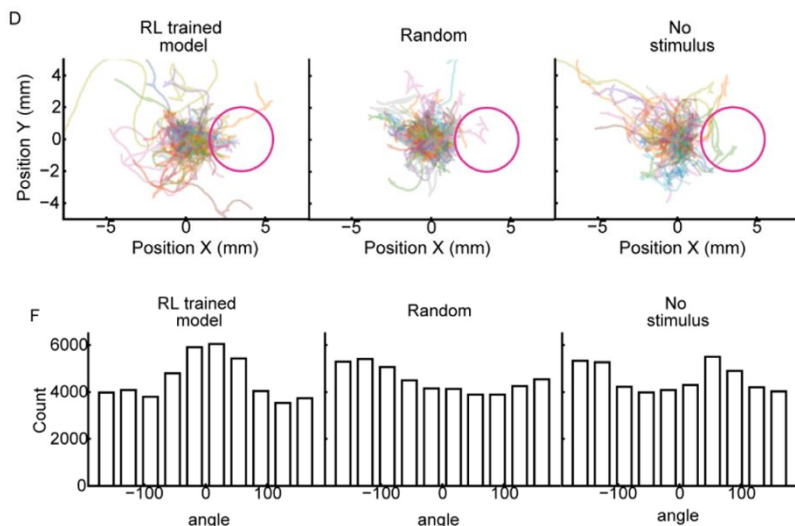 D
RL trained
model
Random
No
stimulus
Position Y (mm)
4
2
0
−2
−4
−5 0 5
−5 0 5
−5 0 5
Position X (mm)
Position X (mm)
Position X (mm)
F
RL trained
model
Random
No
stimulus
Count
6000
4000
2000
0
−100 0 100
−100 0 100
−100 0 100
angle
angle
angle